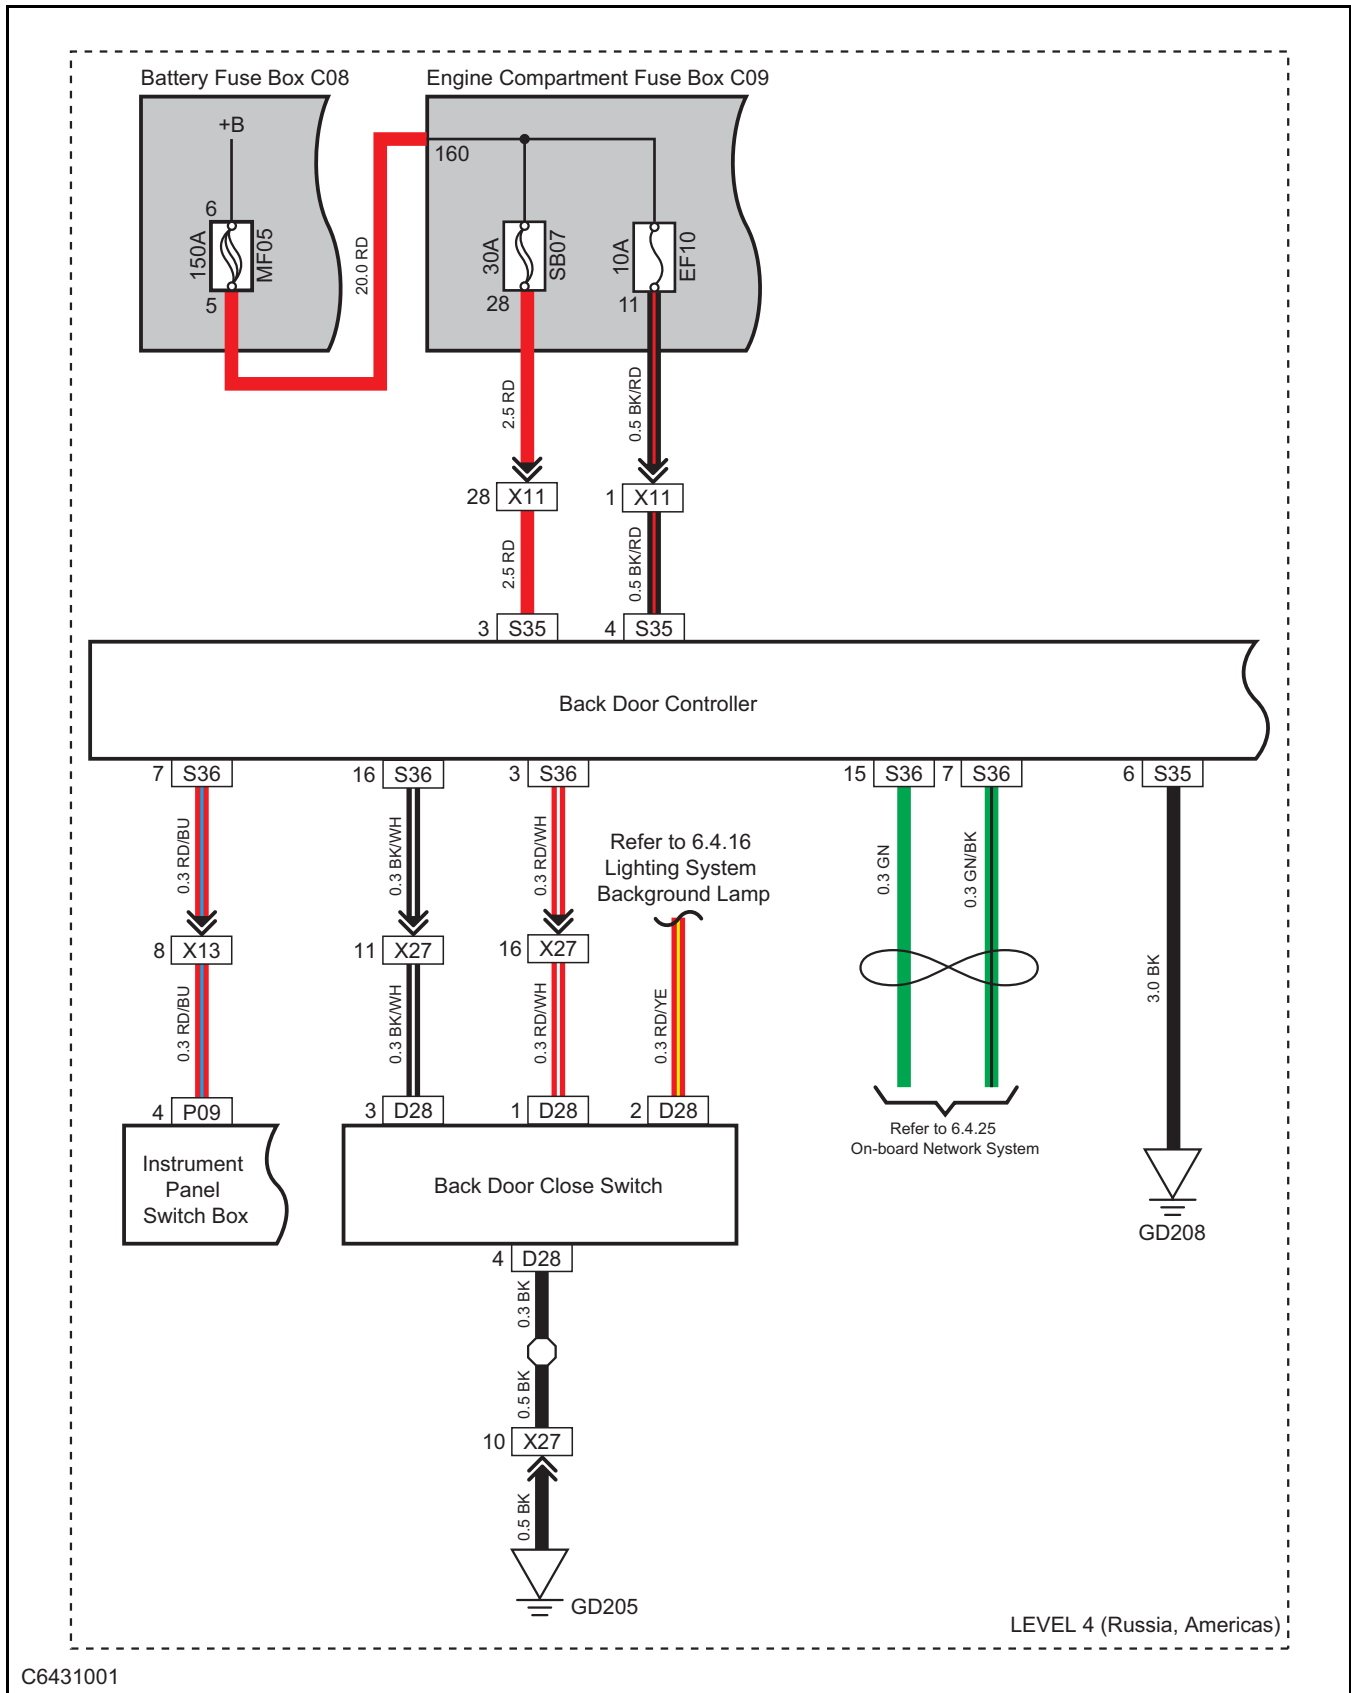 Battery Fuse Box C08
Engine Compartment Fuse Box C09
+B
160
6
150A
MF05
5
20.0 RD
30A
SB07
28
10A
EF10
11
2.5 RD
0.5 BK/RD
28 X11
1 X11
2.5 RD
0.5 BK/RD
3 S35
4 S35
Back Door Controller
7 S36
16 S36
3 S36
15 S36
7 S36
6 S35
0.3 RD/BU
0.3 BK/WH
0.3 RD/WH
Refer to 6.4.16
Lighting System
Background Lamp
0.3 GN
0.3 GN/BK
8 X13
11 X27
16 X27
3.0 BK
0.3 RD/BU
0.3 BK/WH
0.3 RD/WH
0.3 RD/YE
4 P09
3 D28
1 D28
2 D28
Refer to 6.4.25
On-board Network System
Instrument
Panel
Switch Box
Back Door Close Switch
GD208
4 D28
0.3 BK
0.5 BK
10 X27
0.5 BK
GD205
LEVEL 4 (Russia, Americas)
C6431001